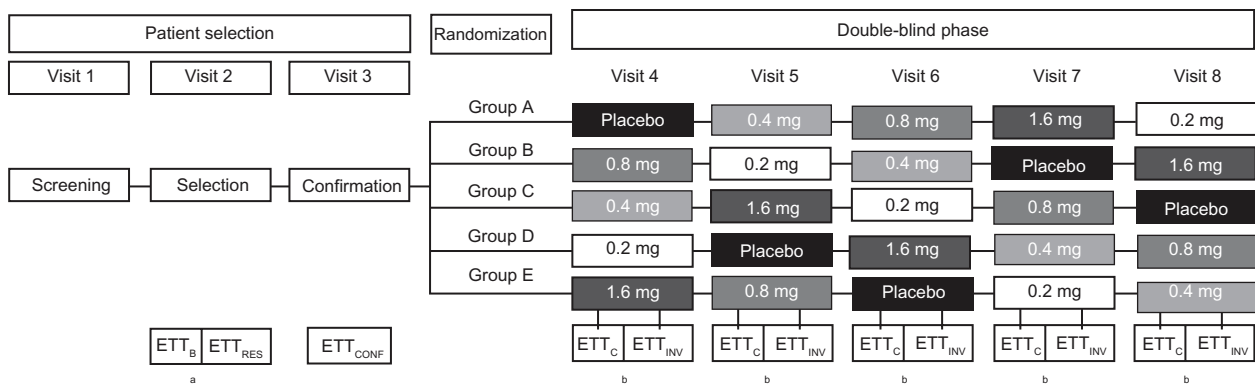 Patient selection
Randomization
Double-blind phase
Visit 1
Visit 2
Visit 3
Visit 4
Visit 5
Visit 6
Visit 7
Visit 8
Group A
Placebo
0.4 mg
0.8 mg
1.6 mg
0.2 mg
Group B
0.8 mg
0.2 mg
0.4 mg
Placebo
1.6 mg
Screening
Selection
Confirmation
Group C
0.4 mg
1.6 mg
0.2 mg
0.8 mg
Placebo
Group D
0.2 mg
Placebo
1.6 mg
0.4 mg
0.8 mg
Group E
1.6 mg
0.8 mg
Placebo
0.2 mg
0.4 mg
ETT_B
ETT_RES
ETT_CONF
ETT_C
ETT_INV
ETT_C
ETT_INV
ETT_C
ETT_INV
ETT_C
ETT_INV
ETT_C
ETT_INV
a
b
b
b
b
b